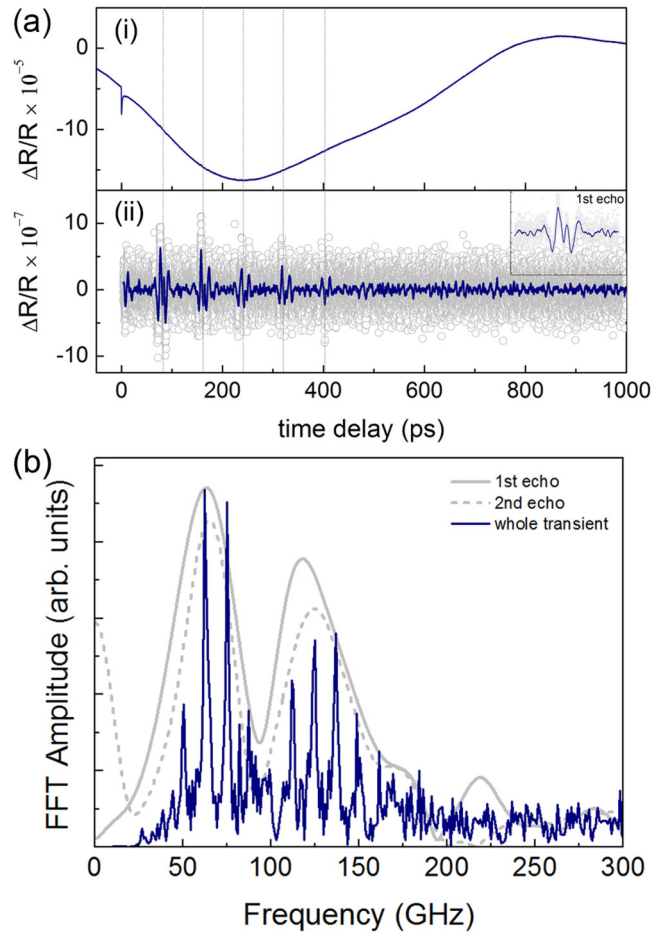 (a)
(i)
0
-10
ΔR/R × 10⁻⁵
(ii)
1st echo
10
0
-10
ΔR/R × 10⁻⁷
0 200 400 600 800 1000
time delay (ps)
(b)
1st echo
2nd echo
whole transient
FFT Amplitude (arb. units)
0 50 100 150 200 250 300
Frequency (GHz)